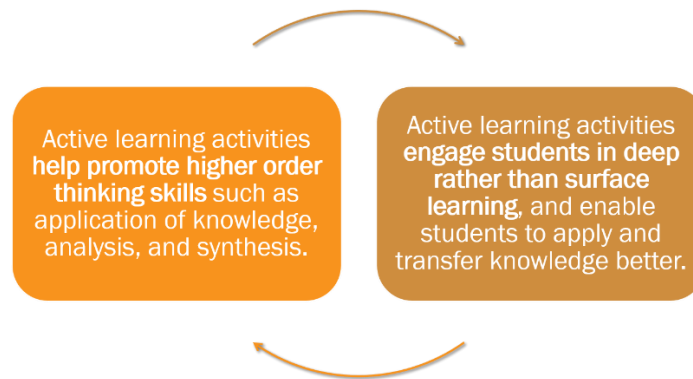 Active learning activities
help promote higher order
thinking skills such as
application of knowledge,
analysis, and synthesis.
Active learning activities
engage students in deep
rather than surface
learning, and enable
students to apply and
transfer knowledge better.